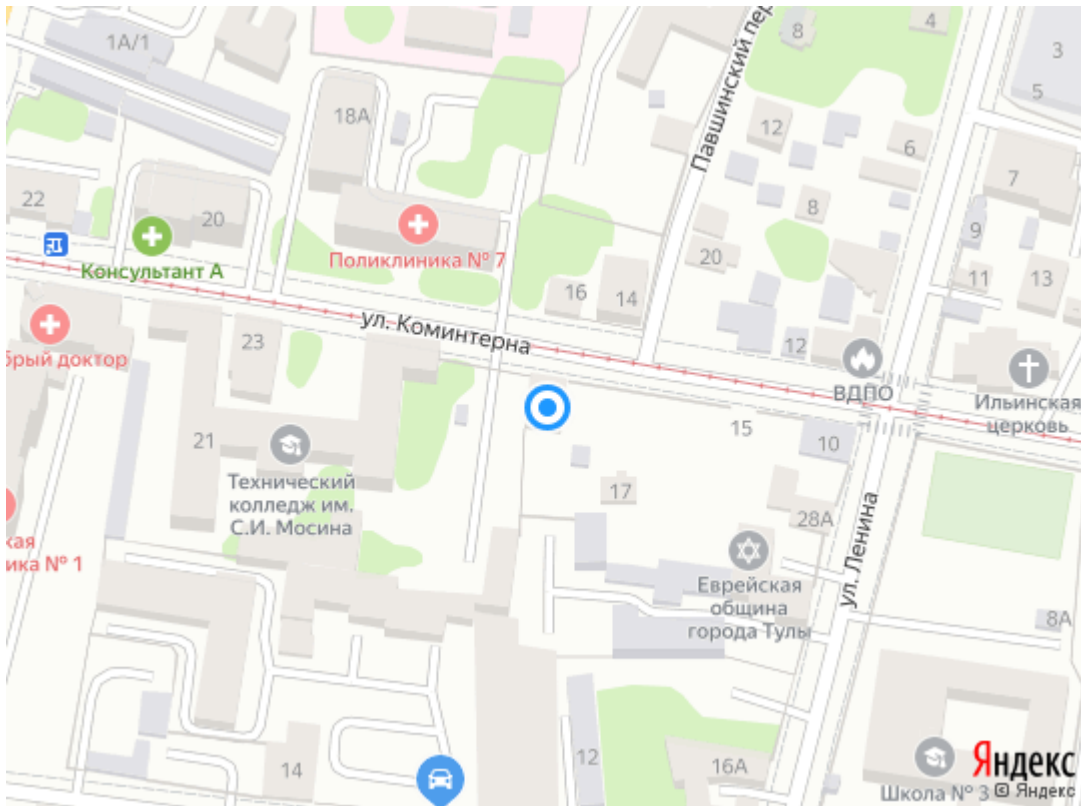 1А/1
8
4
3
5
Павшинский пер
18А
12
6
7
22
20
8
9
Поликлиника № 7
Консультант А
20
11
13
16
14
ул. Коминтерна
23
12
брый доктор
ВДПО
Ильинская
церковь
15
10
21
Технический
колледж им.
С.И. Мосина
17
28А
ул. Ленина
кая
ика № 1
Еврейская
община
города Тулы
8А
12
14
16А
Школа № 3
Яндекс
© Яндекс